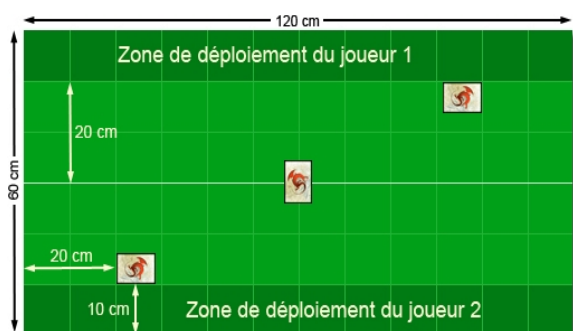 120 cm
Zone de déploiement du joueur 1
20 cm
60 cm
20 cm
10 cm
Zone de déploiement du joueur 2